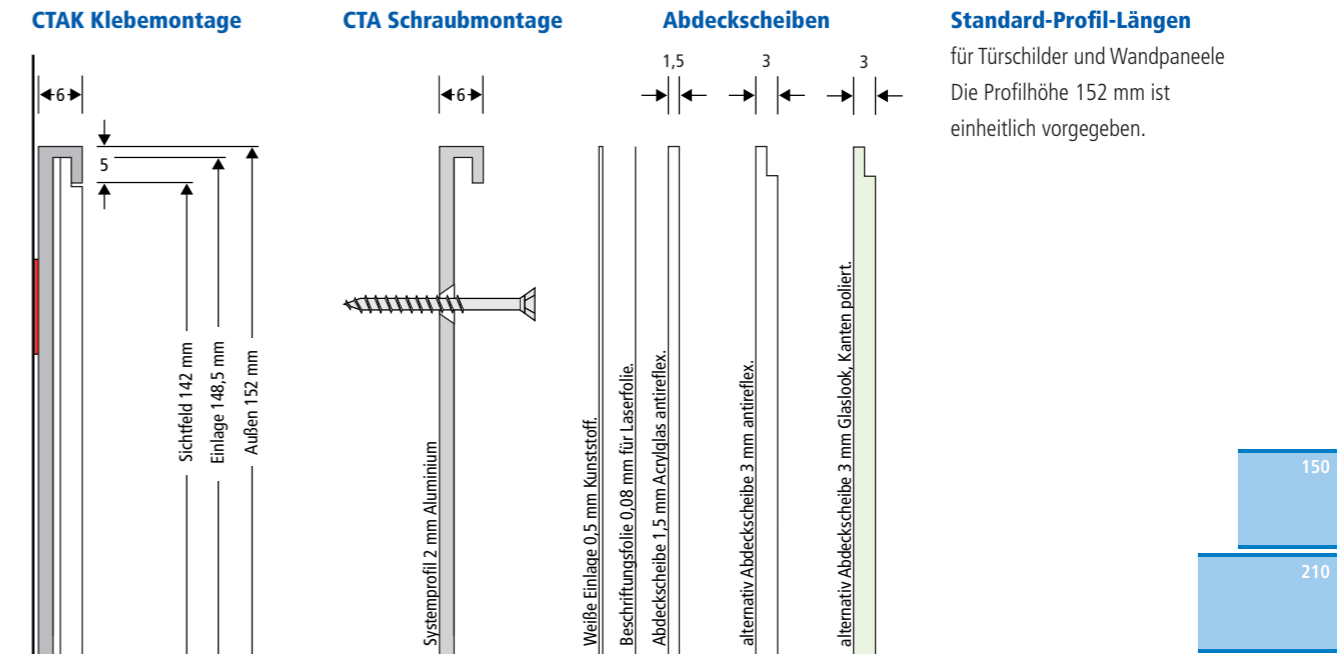 CTAK Klebemontage
6
5
Sichtfeld 142 mm
Einlage 148,5 mm
Außen 152 mm
CTA Schraubmontage
6
Systemprofil 2 mm Aluminium
Weiße Einlage 0,5 mm Kunststoff.
Beschriftungsfolie 0,08 mm für Laserfolie.
Abdeckscheiben
1,5
3
3
Abdeckscheibe 1,5 mm Acrylglas antireflex.
alternativ Abdeckscheibe 3 mm antireflex.
alternativ Abdeckscheibe 3 mm Glaslook, Kanten poliert.
Standard-Profil-Längen
für Türschilder und Wandpaneele
Die Profilhöhe 152 mm ist
einheitlich vorgegeben.
150
210